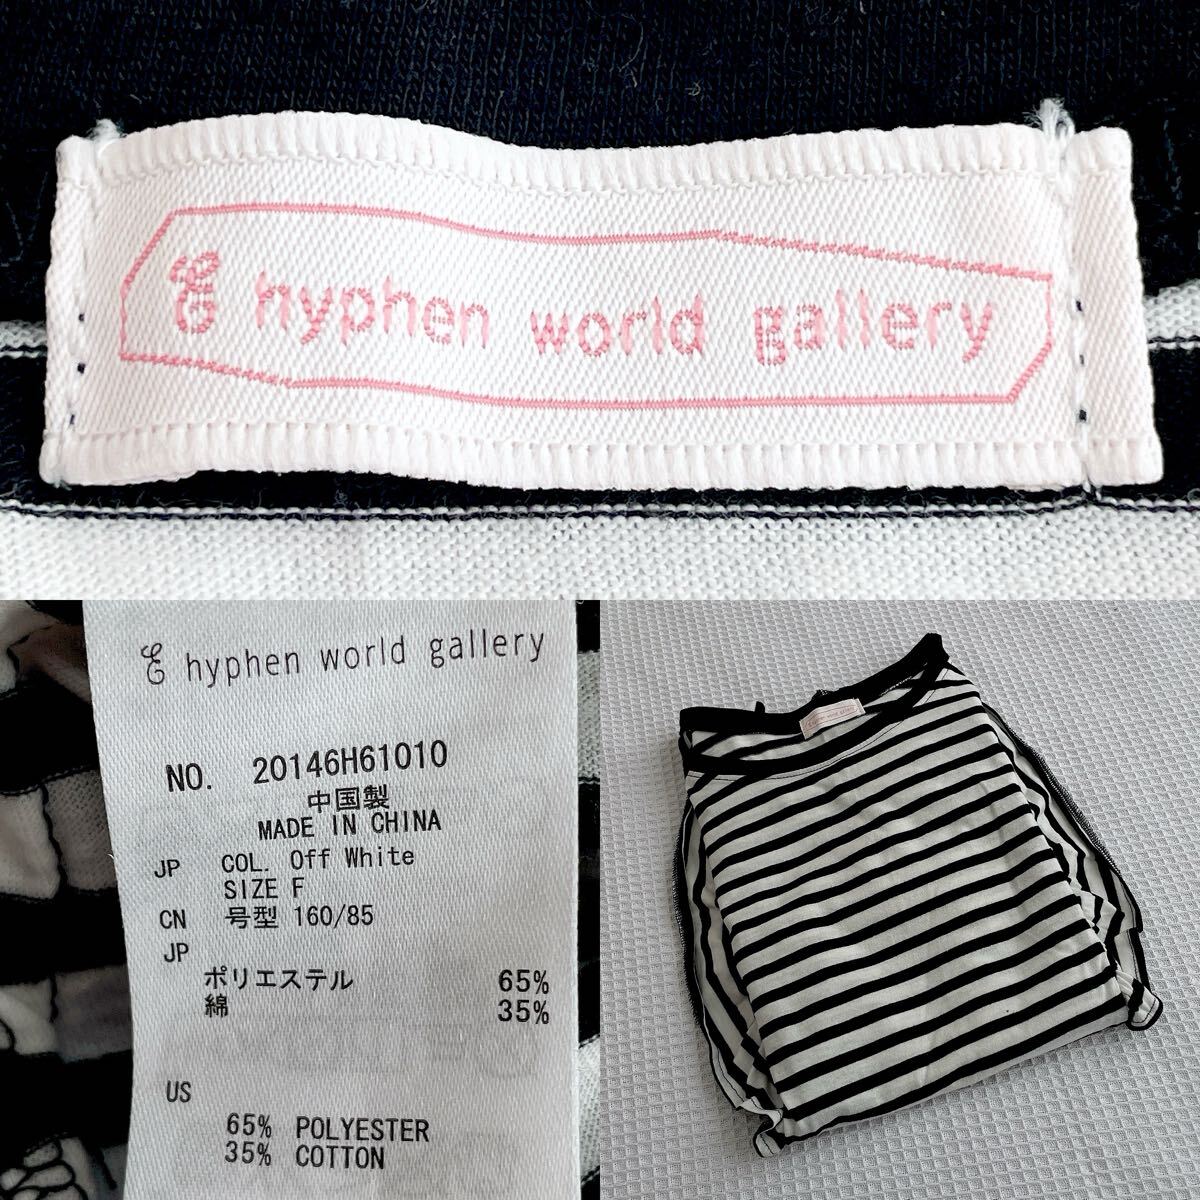 E hyphen world gallery
E hyphen world gallery
NO. 20146H61010
中国製
MADE IN CHINA
JP COL. Off White
SIZE F
CN 号型 160/85
JP
ポリエステル 65%
綿 35%
US
65% POLYESTER
35% COTTON